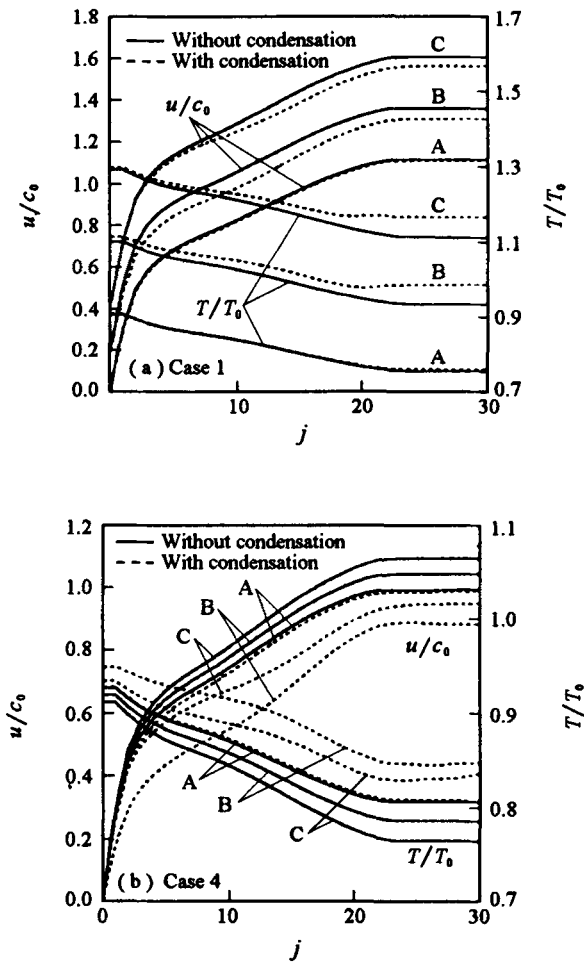 1.8
1.6
1.4
1.2
1.0
0.8
0.6
0.4
0.2
0.0
u/c₀
Without condensation
With condensation
u/c₀
T/T₀
C
B
A
C
B
A
( a ) Case 1
1.7
1.5
1.3
1.1
0.9
0.7
T/T₀
0
10
20
30
j
1.2
1.0
0.8
0.6
0.4
0.2
u/c₀
Without condensation
With condensation
A
B
C
u/c₀
A
B
C
T/T₀
( b ) Case 4
1.1
1.0
0.9
0.8
0.7
T/T₀
0
10
20
30
j